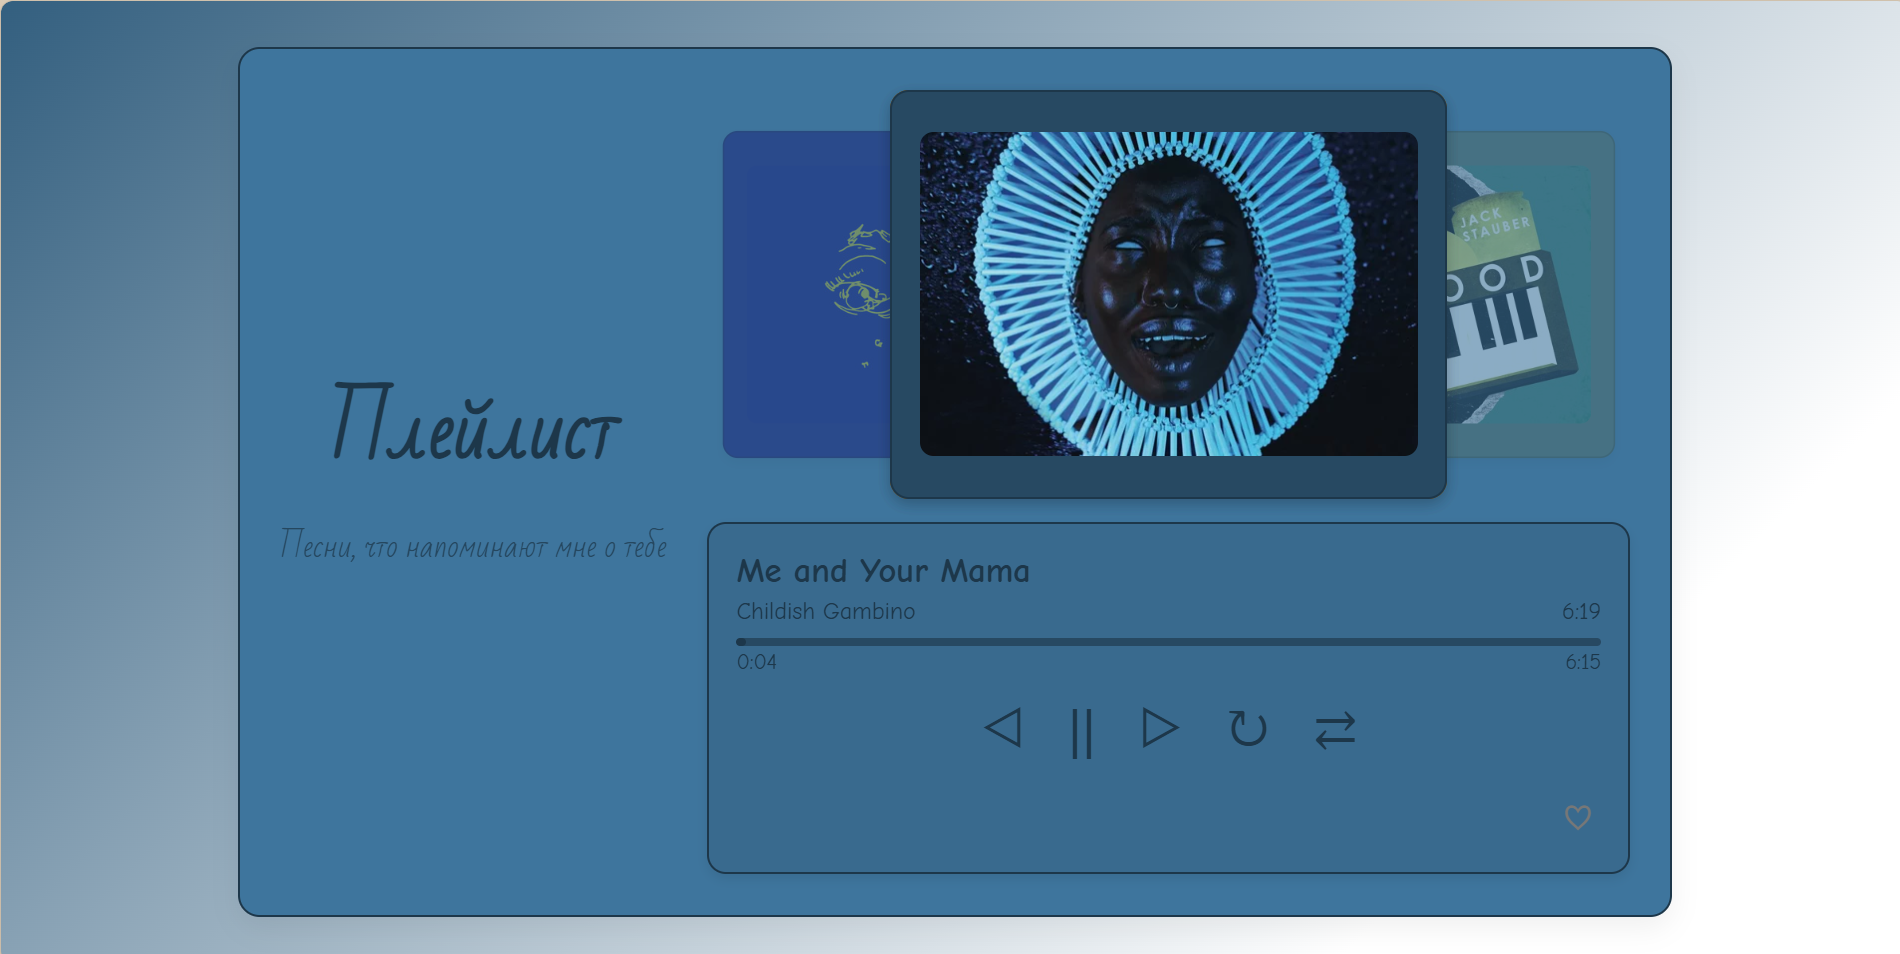 JACK
STAUBER
OOD
Плейлист
Песни, что напоминают мне о тебе
Me and Your Mama
Childish Gambino
6:19
0:04
6:15